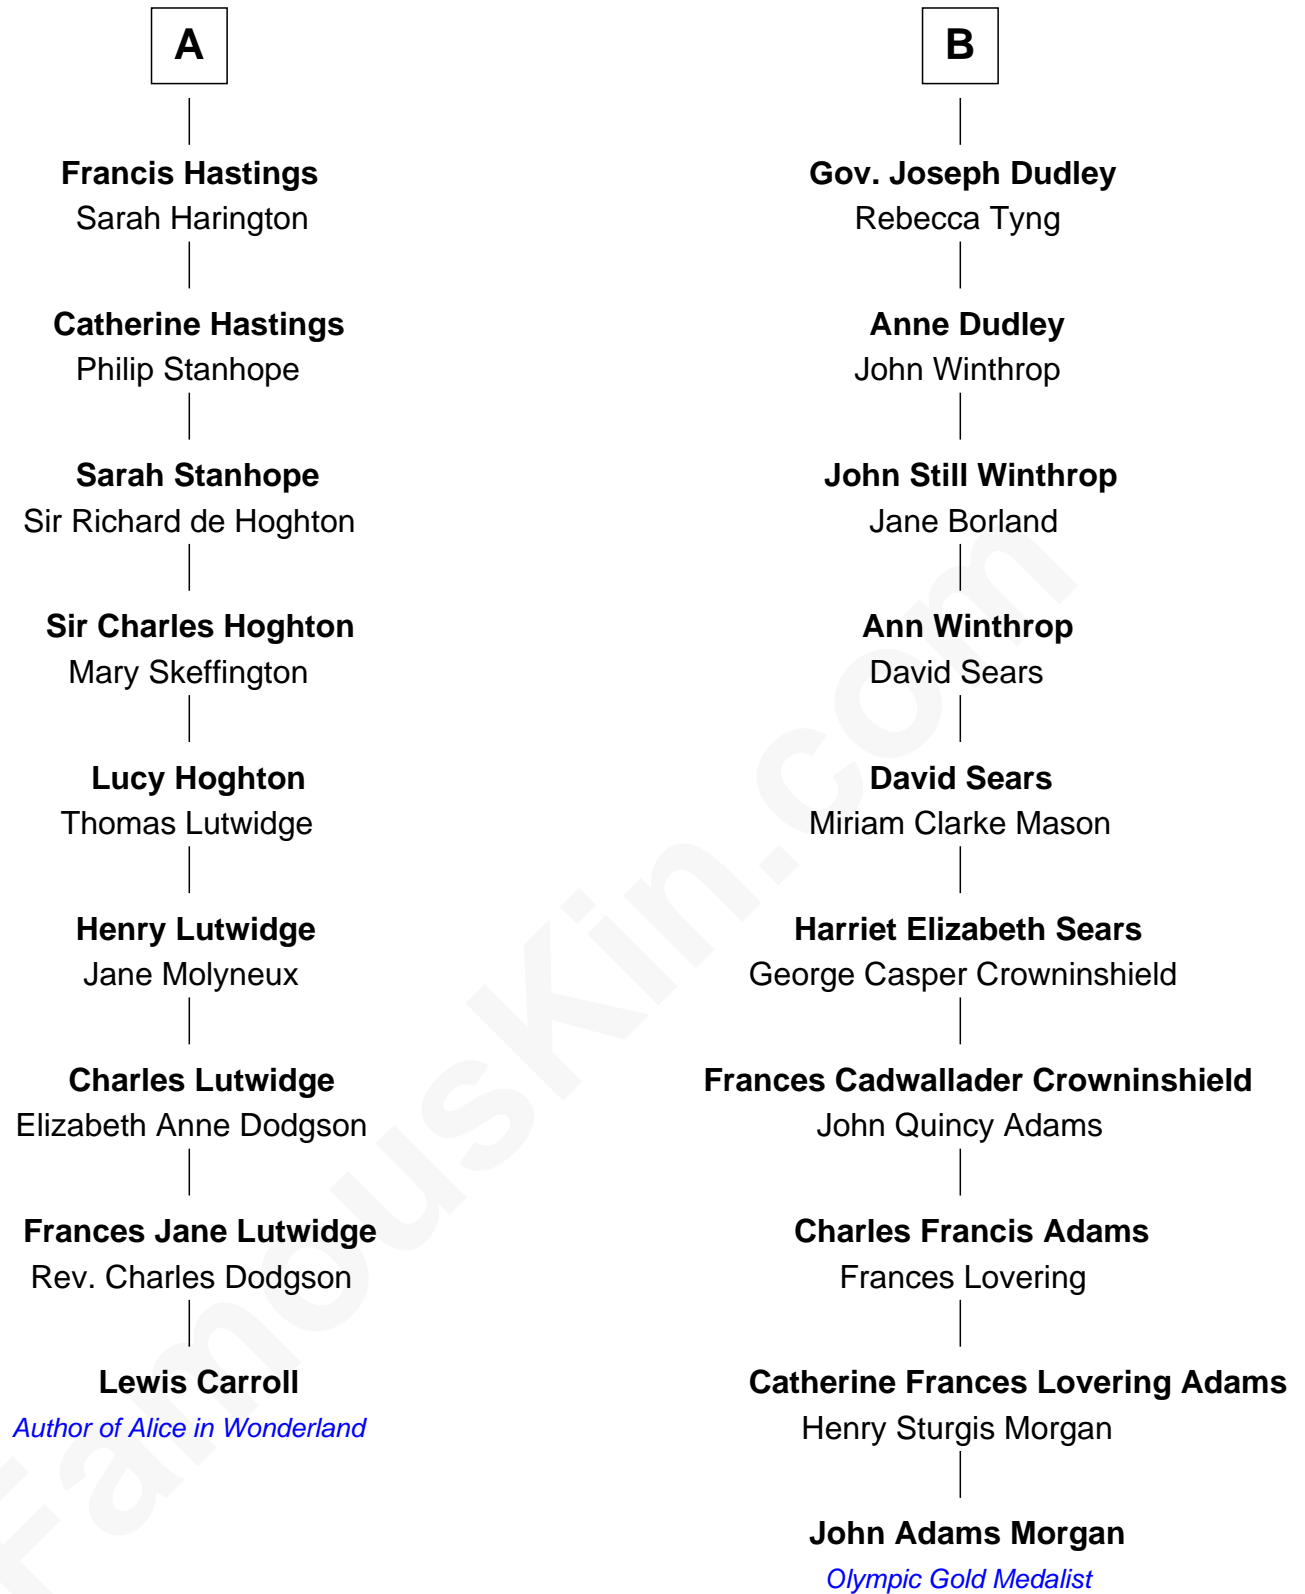 A
Francis Hastings
Sarah Harington
Catherine Hastings
Philip Stanhope
Sarah Stanhope
Sir Richard de Hoghton
Sir Charles Hoghton
Mary Skeffington
Lucy Hoghton
Thomas Lutwidge
Henry Lutwidge
Jane Molyneux
Charles Lutwidge
Elizabeth Anne Dodgson
Frances Jane Lutwidge
Rev. Charles Dodgson
Lewis Carroll
Author of Alice in Wonderland
B
Gov. Joseph Dudley
Rebecca Tyng
Anne Dudley
John Winthrop
John Still Winthrop
Jane Borland
Ann Winthrop
David Sears
David Sears
Miriam Clarke Mason
Harriet Elizabeth Sears
George Casper Crowninshield
Frances Cadwallader Crowninshield
John Quincy Adams
Charles Francis Adams
Frances Lovering
Catherine Frances Lovering Adams
Henry Sturgis Morgan
John Adams Morgan
Olympic Gold Medalist
FamousKin.com